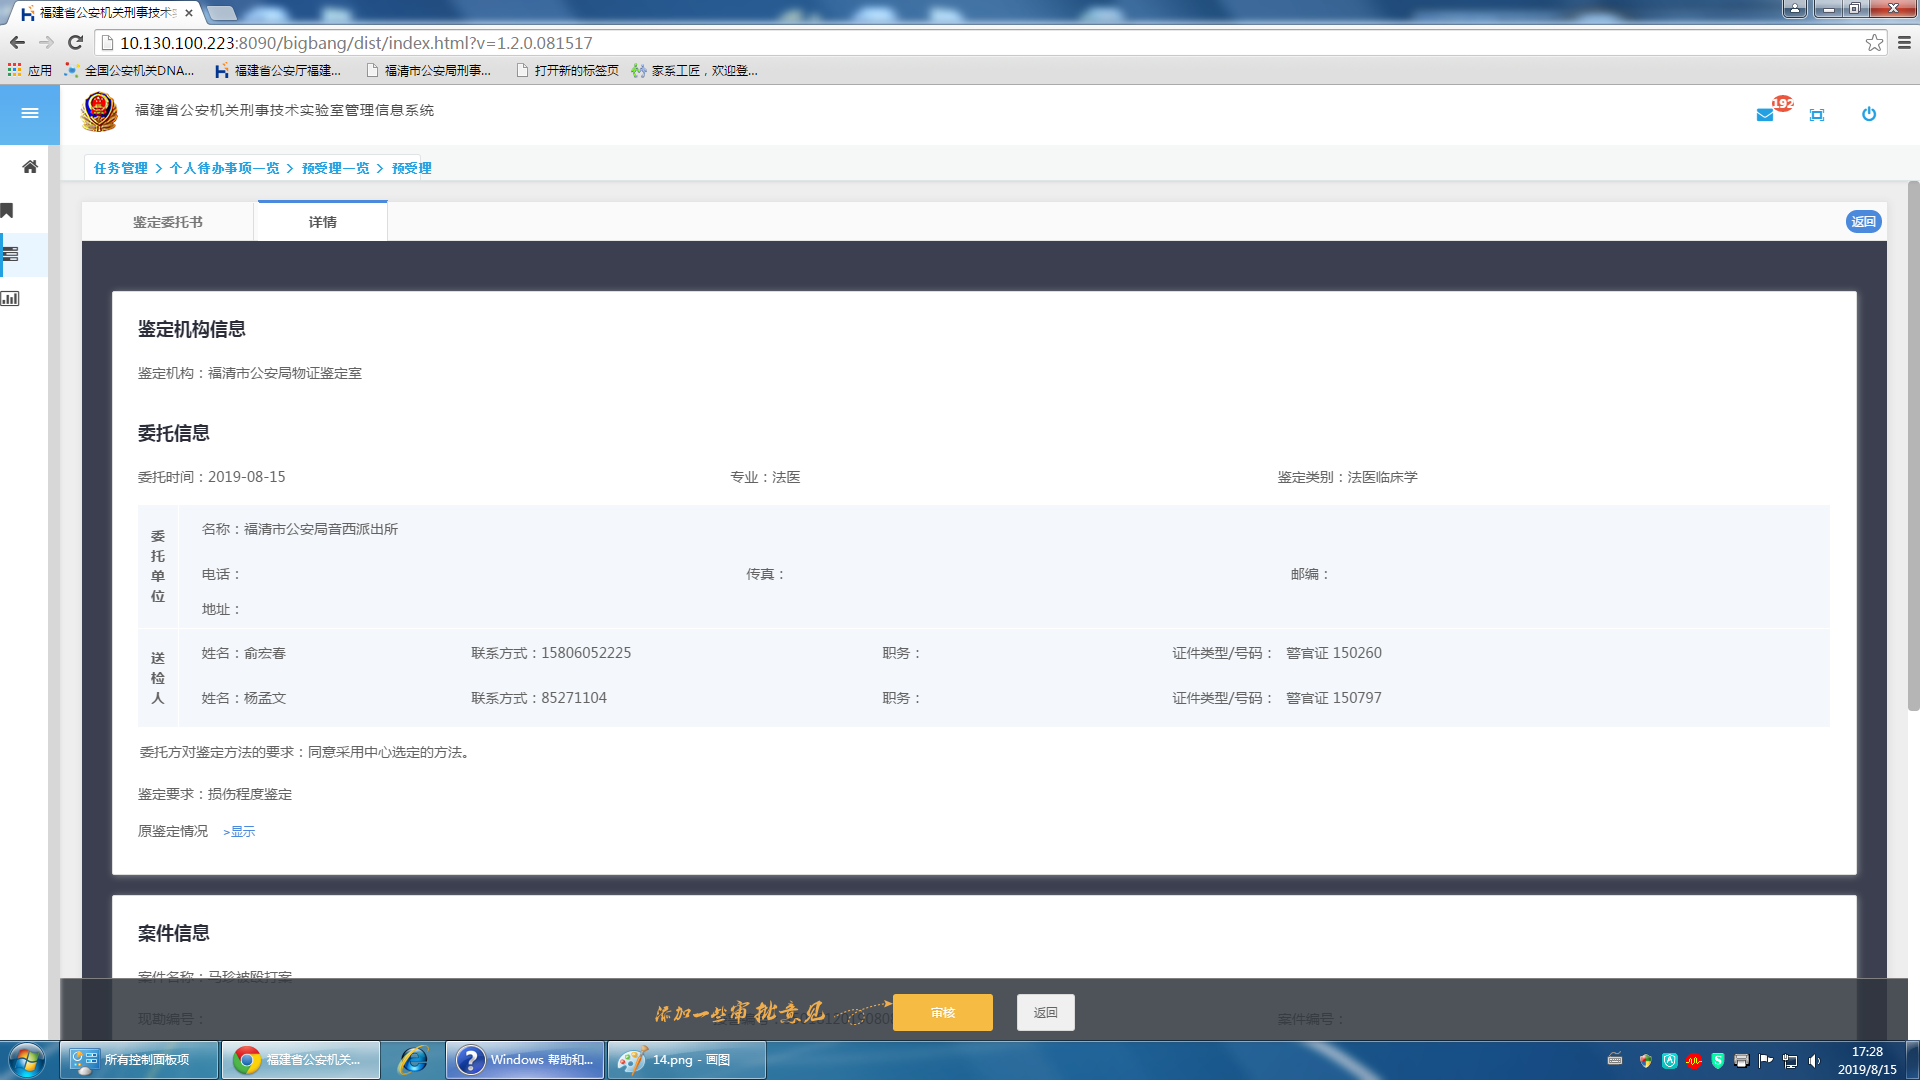 福建省公安机关刑事技术
10.130.100.223:8090/bigbang/dist/index.html?v=1.2.0.081517
应用 全国公安机关DNA... 福建省公安厅福建... 福清市公安局刑事... 打开新的标签页 家系工匠，欢迎登...
福建省公安机关刑事技术实验室管理信息系统
192
任务管理 > 个人待办事项一览 > 预受理一览 > 预受理
鉴定委托书 详情 返回
鉴定机构信息
鉴定机构：福清市公安局物证鉴定室
委托信息
委托时间：2019-08-15 专业：法医 鉴定类别：法医临床学
委托单位
名称：福清市公安局音西派出所
电话： 传真： 邮编：
地址：
送检人
姓名：俞宏春 联系方式：15806052225 职务： 证件类型/号码： 警官证 150260
姓名：杨孟文 联系方式：85271104 职务： 证件类型/号码： 警官证 150797
委托方对鉴定方法的要求：同意采用中心选定的方法。
鉴定要求：损伤程度鉴定
原鉴定情况 >显示
案件信息
案件名称：马珍被殴打案
现勘编号： 案件编号：
添加一些审批意见 审核 返回
所有控制面板项 福建省公安机关... Windows 帮助和... 14.png - 画图
17:28
2019/8/15